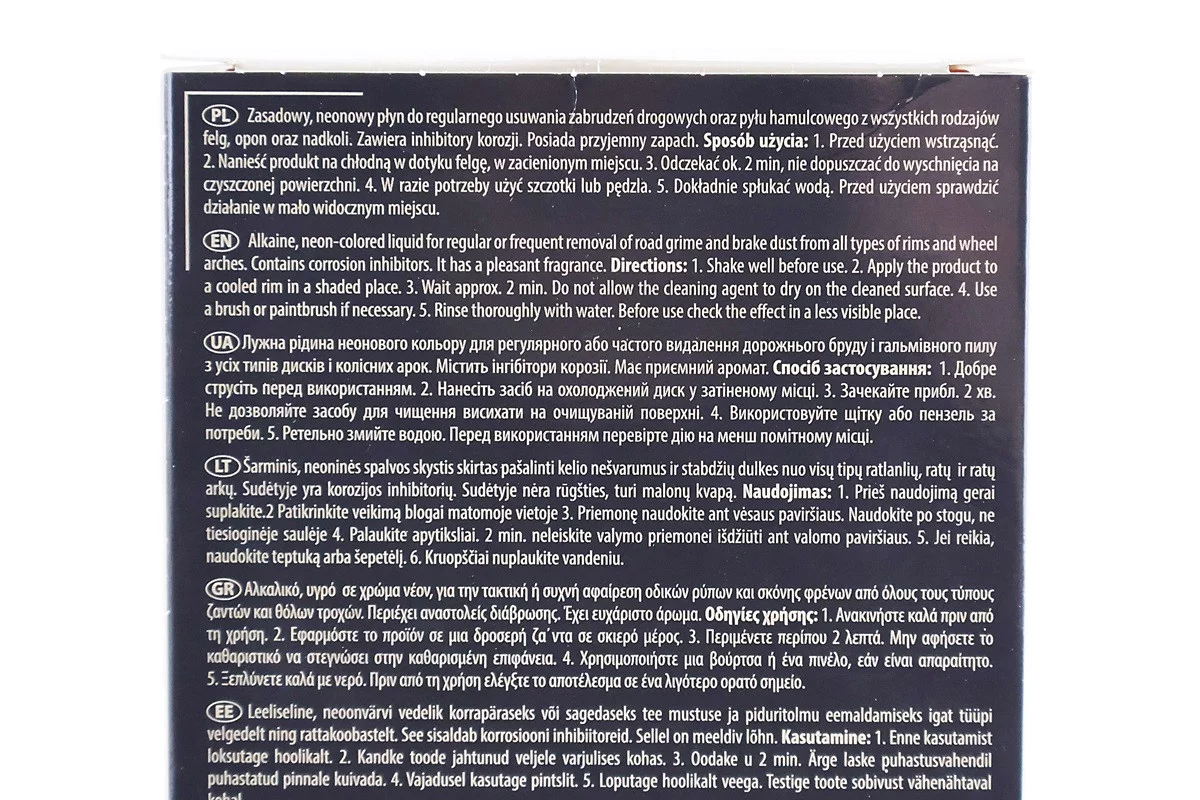 PL Zasadowy, neonowy płyn do regularnego usuwania zabrudzeń drogowych oraz pyłu hamulcowego z wszystkich rodzajów
felg, opon oraz nadkoli. Zawiera inhibitory korozji. Posiada przyjemny zapach. Sposób użycia: 1. Przed użyciem wstrząsnąć.
2. Nanieść produkt na chłodną w dotyku felgę, w zacienionym miejscu. 3. Odczekać ok. 2 min, nie dopuszczać do wyschnięcia na
czyszczonej powierzchni. 4. W razie potrzeby użyć szczotki lub pędzla. 5. Dokładnie spłukać wodą. Przed użyciem sprawdzić
działanie w mało widocznym miejscu.
EN Alkaine, neon-colored liquid for regular or frequent removal of road grime and brake dust from all types of rims and wheel
arches. Contains corrosion inhibitors. It has a pleasant fragrance. Directions: 1. Shake well before use. 2. Apply the product to
a cooled rim in a shaded place. 3. Wait approx. 2 min. Do not allow the cleaning agent to dry on the cleaned surface. 4. Use
a brush or paintbrush if necessary. 5. Rinse thoroughly with water. Before use check the effect in a less visible place.
UA Лужна рідина неонового кольору для регулярного або частого видалення дорожнього бруду і гальмівного пилу
з усіх типів дисків і колісних арок. Містить інгібітори корозії. Має приємний аромат. Спосіб застосування: 1. Добре
струсіть перед використанням. 2. Нанесіть засіб на охолоджений диск у затіненому місці. 3. Зачекайте прибл. 2 хв.
Не дозволяйте засобу для чищення висихати на очищуваній поверхні. 4. Використовуйте щітку або пензель за
потреби. 5. Ретельно змийте водою. Перед використанням перевірте дію на менш помітному місці.
LT Šarminis, neoninės spalvos skystis skirtas pašalinti kelio nešvarumus ir stabdžių dulkes nuo visų tipų ratlanlių, ratų ir ratų
arkų. Sudėtyje yra korozijos inhibitorių. Sudėtyje nėra rūgšties, turi malonų kvapą. Naudojimas: 1. Prieš naudojimą gerai
suplakite.2 Patikrinkite veikimą blogai matomoje vietoje 3. Priemonę naudokite ant vėsaus paviršiaus. Naudokite po stogu, ne
tiesioginėje saulėje 4. Palaukite apytiksliai. 2 min. neleiskite valymo priemonei išdžiūti ant valomo paviršiaus. 5. Jei reikia,
naudokite teptuką arba šepetėlį. 6. Kruopščiai nuplaukite vandeniu.
GR Αλκαλικό, υγρό σε χρώμα νέον, για την τακτική ή συχνή αφαίρεση οδικών ρύπων και σκόνης φρένων από όλους τους τύπους
ζαντών και θόλων τροχών. Περιέχει αναστολείς διάβρωσης. Έχει ευχάριστο άρωμα. Οδηγίες χρήσης: 1. Ανακινήστε καλά πριν από
τη χρήση. 2. Εφαρμόστε το προϊόν σε μια δροσερή ζα΄ντα σε σκιερό μέρος. 3. Περιμένετε περίπου 2 λεπτά. Μην αφήσετε το
καθαριστικό να στεγνώσει στην καθαρισμένη επιφάνεια. 4. Χρησιμοποιήστε μια βούρτσα ή ένα πινέλο, εάν είναι απαραίτητο.
5. Ξεπλύνετε καλά με νερό. Πριν από τη χρήση ελέγξτε το αποτέλεσμα σε ένα λιγότερο ορατό σημείο.
EE Leeliseline, neoonvärvi vedelik korrapäraseks või sagedaseks tee mustuse ja piduritolmu eemaldamiseks igat tüüpi
velgedelt ning rattakoobastelt. See sisaldab korrosiooni inhibiitoreid. Sellel on meeldiv lõhn. Kasutamine: 1. Enne kasutamist
loksutage hoolikalt. 2. Kandke toode jahtunud veljele varjulises kohas. 3. Oodake u 2 min. Ärge laske puhastusvahendil
puhastatud pinnale kuivada. 4. Vajadusel kasutage pintslit. 5. Loputage hoolikalt veega. Testige toote sobivust vähenähtaval